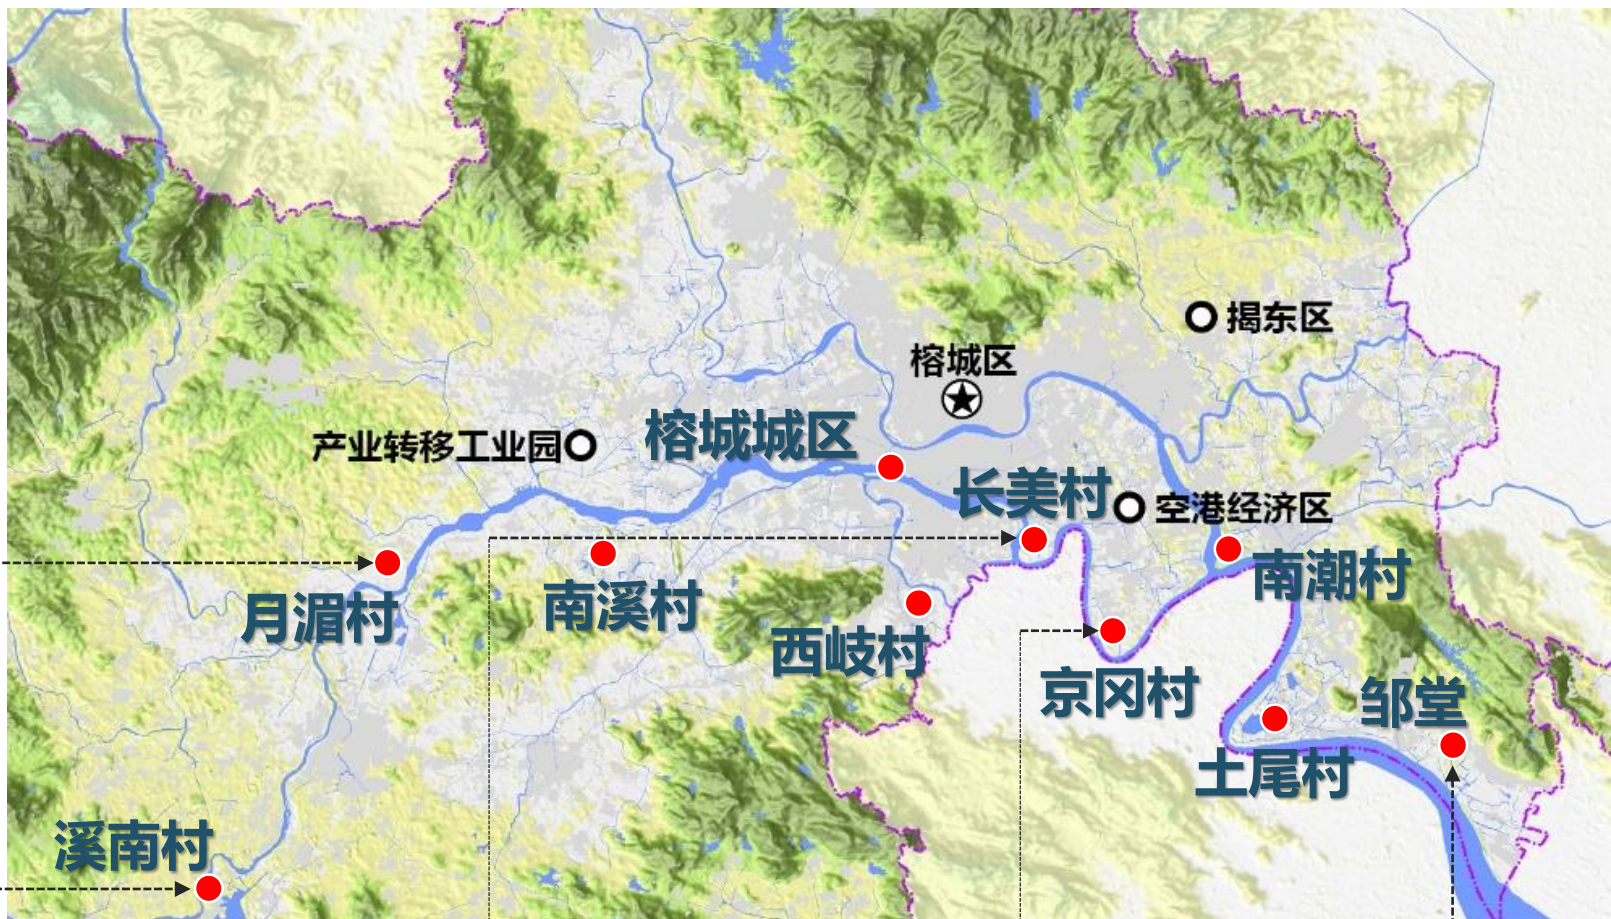 揭东区
榕城区
榕城城区
产业转移工业园
长美村
空港经济区
南潮村
月湄村
南溪村
西岐村
京冈村
邹堂
土尾村
溪南村